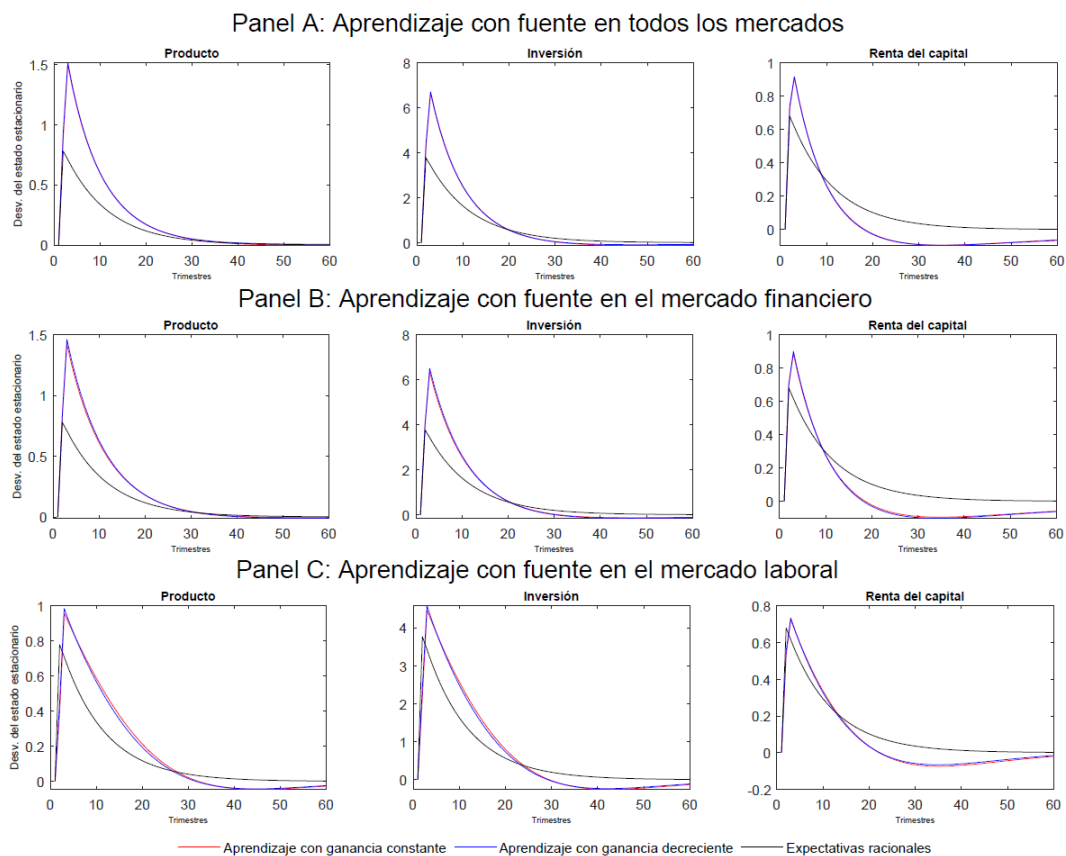 Panel A: Aprendizaje con fuente en todos los mercados
Producto
Inversión
Renta del capital
Desv. del estado estacionario
1.5
1
0.5
0
0 10 20 30 40 50 60
Trimestres
8
6
4
2
0
0 10 20 30 40 50 60
Trimestres
1
0.8
0.6
0.4
0.2
0
0 10 20 30 40 50 60
Trimestres
Panel B: Aprendizaje con fuente en el mercado financiero
Producto
Inversión
Renta del capital
Desv. del estado estacionario
1.5
1
0.5
0
0 10 20 30 40 50 60
Trimestres
8
6
4
2
0
0 10 20 30 40 50 60
Trimestres
1
0.8
0.6
0.4
0.2
0
0 10 20 30 40 50 60
Trimestres
Panel C: Aprendizaje con fuente en el mercado laboral
Producto
Inversión
Renta del capital
Desv. del estado estacionario
1
0.8
0.6
0.4
0.2
0
0 10 20 30 40 50 60
Trimestres
4
3
2
1
0
0 10 20 30 40 50 60
Trimestres
0.8
0.6
0.4
0.2
0
-0.2
0 10 20 30 40 50 60
Trimestres
Aprendizaje con ganancia constante Aprendizaje con ganancia decreciente Expectativas racionales